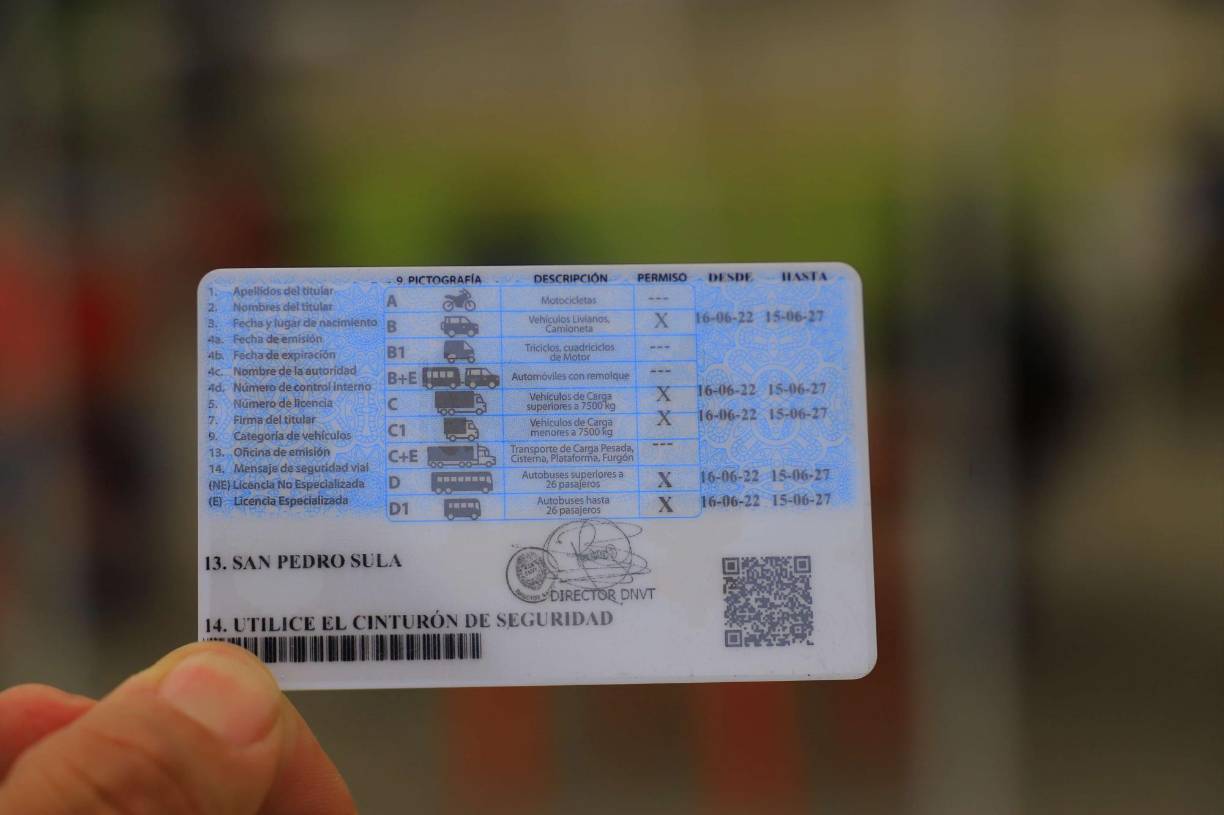 9. PICTOGRAFÍA DESCRIPCIÓN PERMISO DESDE HASTA
1. Apellidos del titular
2. Nombres del titular
3. Fecha y lugar de nacimiento
4a. Fecha de emisión
4b. Fecha de expiración
4c. Nombre de la autoridad
4d. Número de control interno
5. Número de licencia
7. Firma del titular
9. Categoría de vehículos
13. Oficina de emisión
14. Mensaje de seguridad vial
(NE) Licencia No Especializada
(E) Licencia Especializada
A Motocicletas ---
B Vehículos Livianos, Camioneta X 16-06-22 15-06-27
B1 Triciclos, cuadriciclos de Motor ---
B+E Automóviles con remolque ---
C Vehículos de Carga superiores a 7500 kg X 16-06-22 15-06-27
C1 Vehículos de Carga menores a 7500 kg X 16-06-22 15-06-27
C+E Transporte de Carga Pesada, Cisterna, Plataforma, Furgón ---
D Autobuses superiores a 26 pasajeros X 16-06-22 15-06-27
D1 Autobuses hasta 26 pasajeros X 16-06-22 15-06-27
13. SAN PEDRO SULA
DIRECTOR DNVT
14. UTILICE EL CINTURÓN DE SEGURIDAD